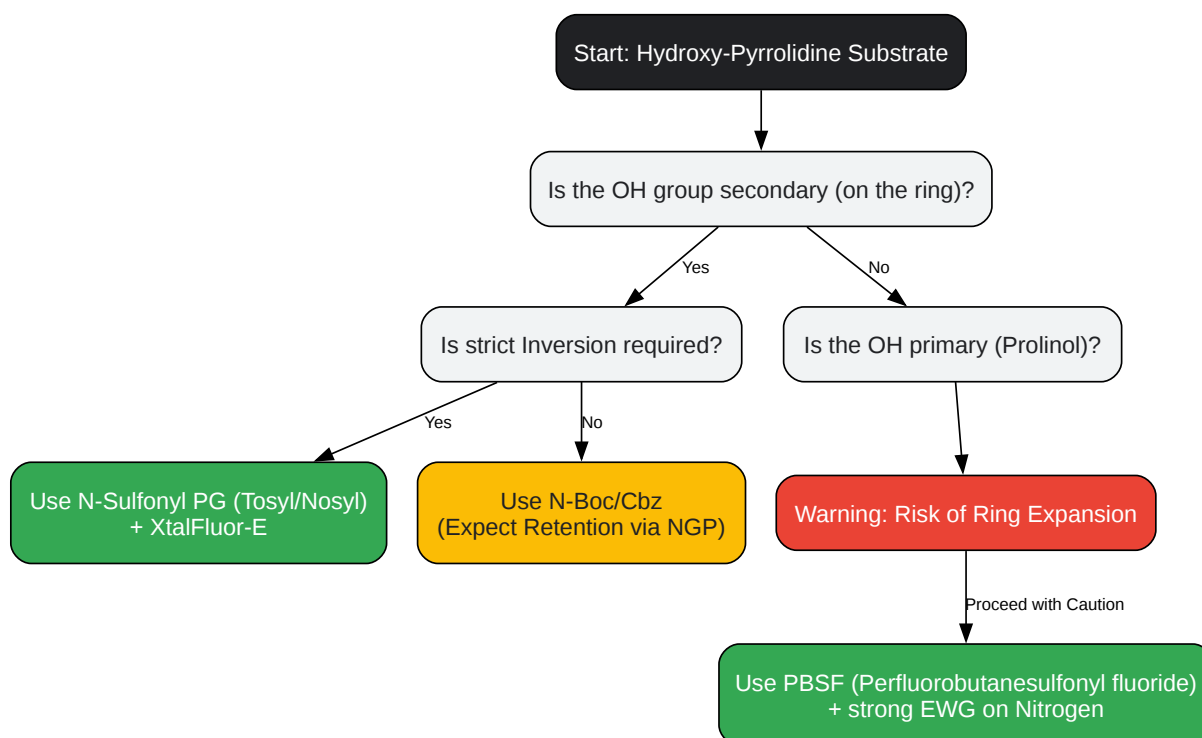 Start: Hydroxy-Pyrrolidine Substrate
Is the OH group secondary (on the ring)?
Yes
No
Is strict Inversion required?
Is the OH primary (Prolinol)?
Yes
No
Use N-Sulfonyl PG (Tosyl/Nosyl)
+ XtalFluor-E
Use N-Boc/Cbz
(Expect Retention via NGP)
Warning: Risk of Ring Expansion
Proceed with Caution
Use PBSF (Perfluorobutanesulfonyl fluoride)
+ strong EWG on Nitrogen